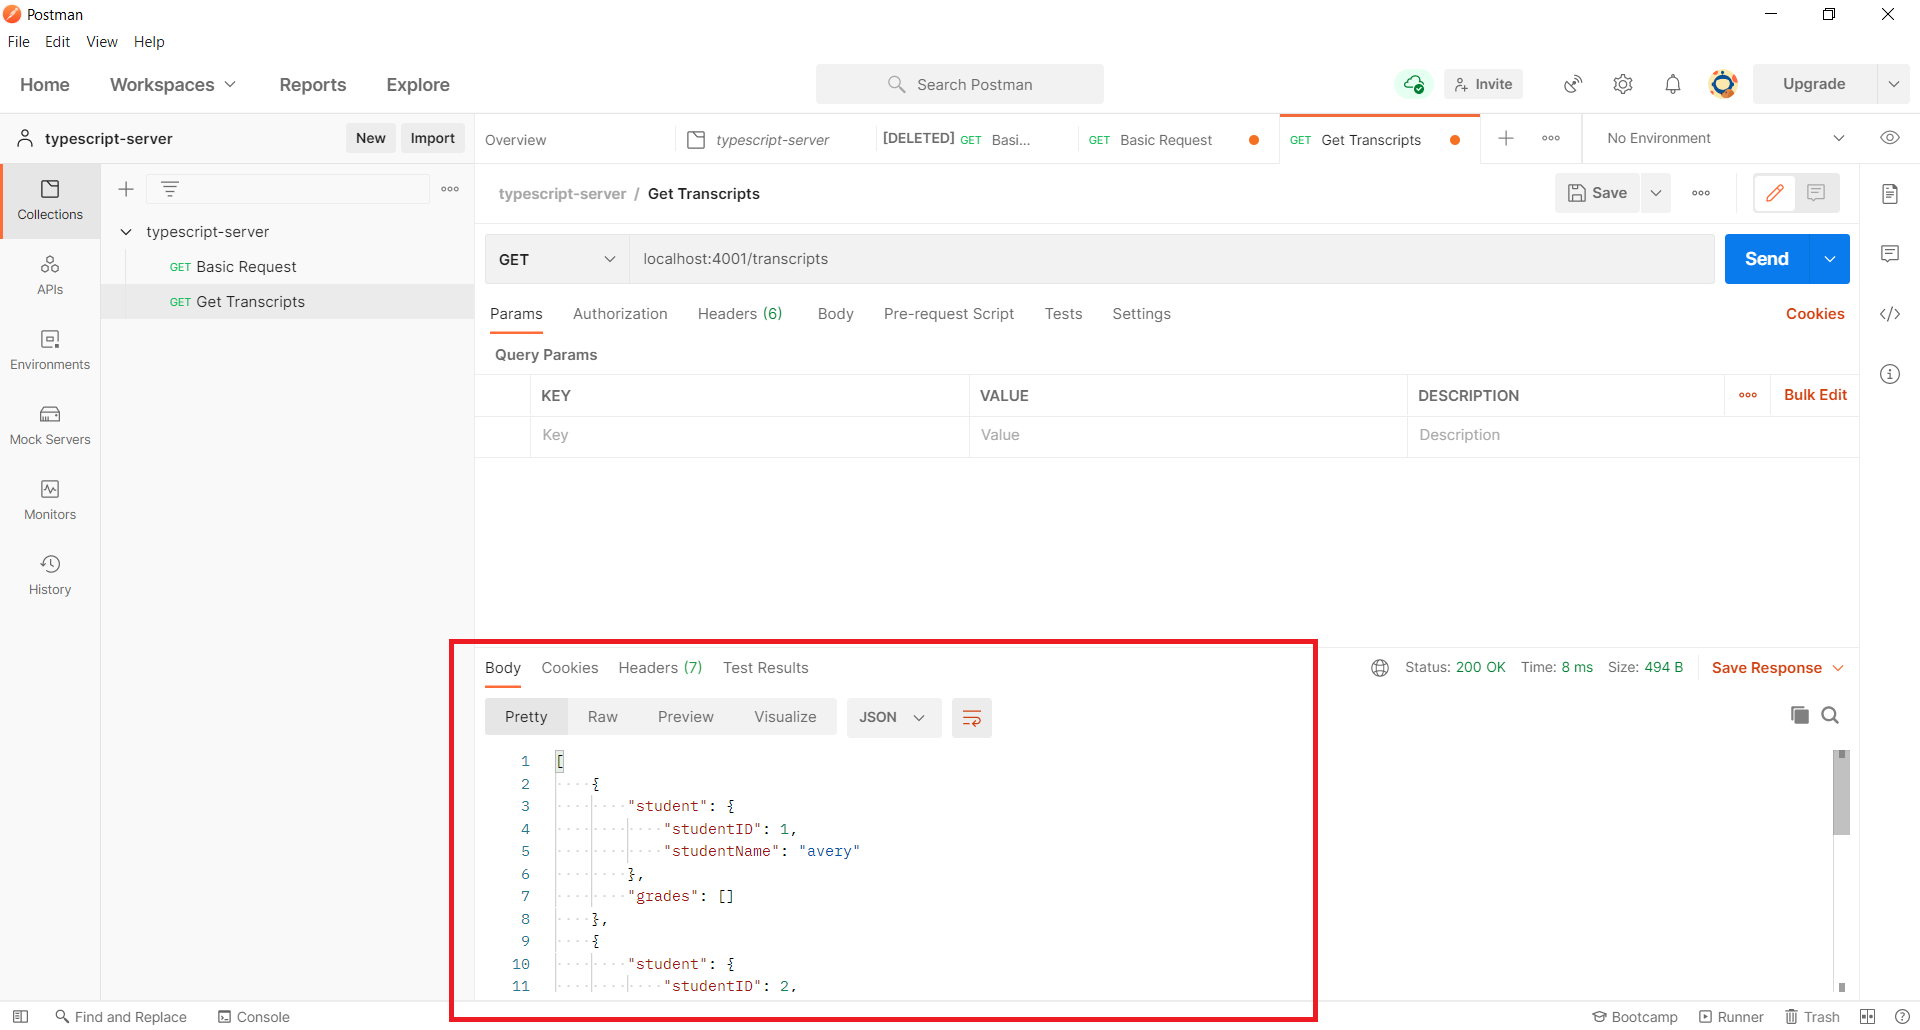 Postman
File Edit View Help
Home Workspaces Reports Explore Search Postman Invite Upgrade
typescript-server New Import Overview typescript-server [DELETED] GET Basi... GET Basic Request GET Get Transcripts No Environment
Collections
APIs
Environments
Mock Servers
Monitors
History
typescript-server
GET Basic Request
GET Get Transcripts
typescript-server / Get Transcripts Save
GET localhost:4001/transcripts Send
Params Authorization Headers (6) Body Pre-request Script Tests Settings Cookies
Query Params
KEY VALUE DESCRIPTION Bulk Edit
Key Value Description
Body Cookies Headers (7) Test Results Status: 200 OK Time: 8 ms Size: 494 B Save Response
Pretty Raw Preview Visualize JSON
1 [
2 {
3 "student": {
4 "studentID": 1,
5 "studentName": "avery"
6 },
7 "grades": []
8 },
9 {
10 "student": {
11 "studentID": 2,
Find and Replace Console Bootcamp Runner Trash